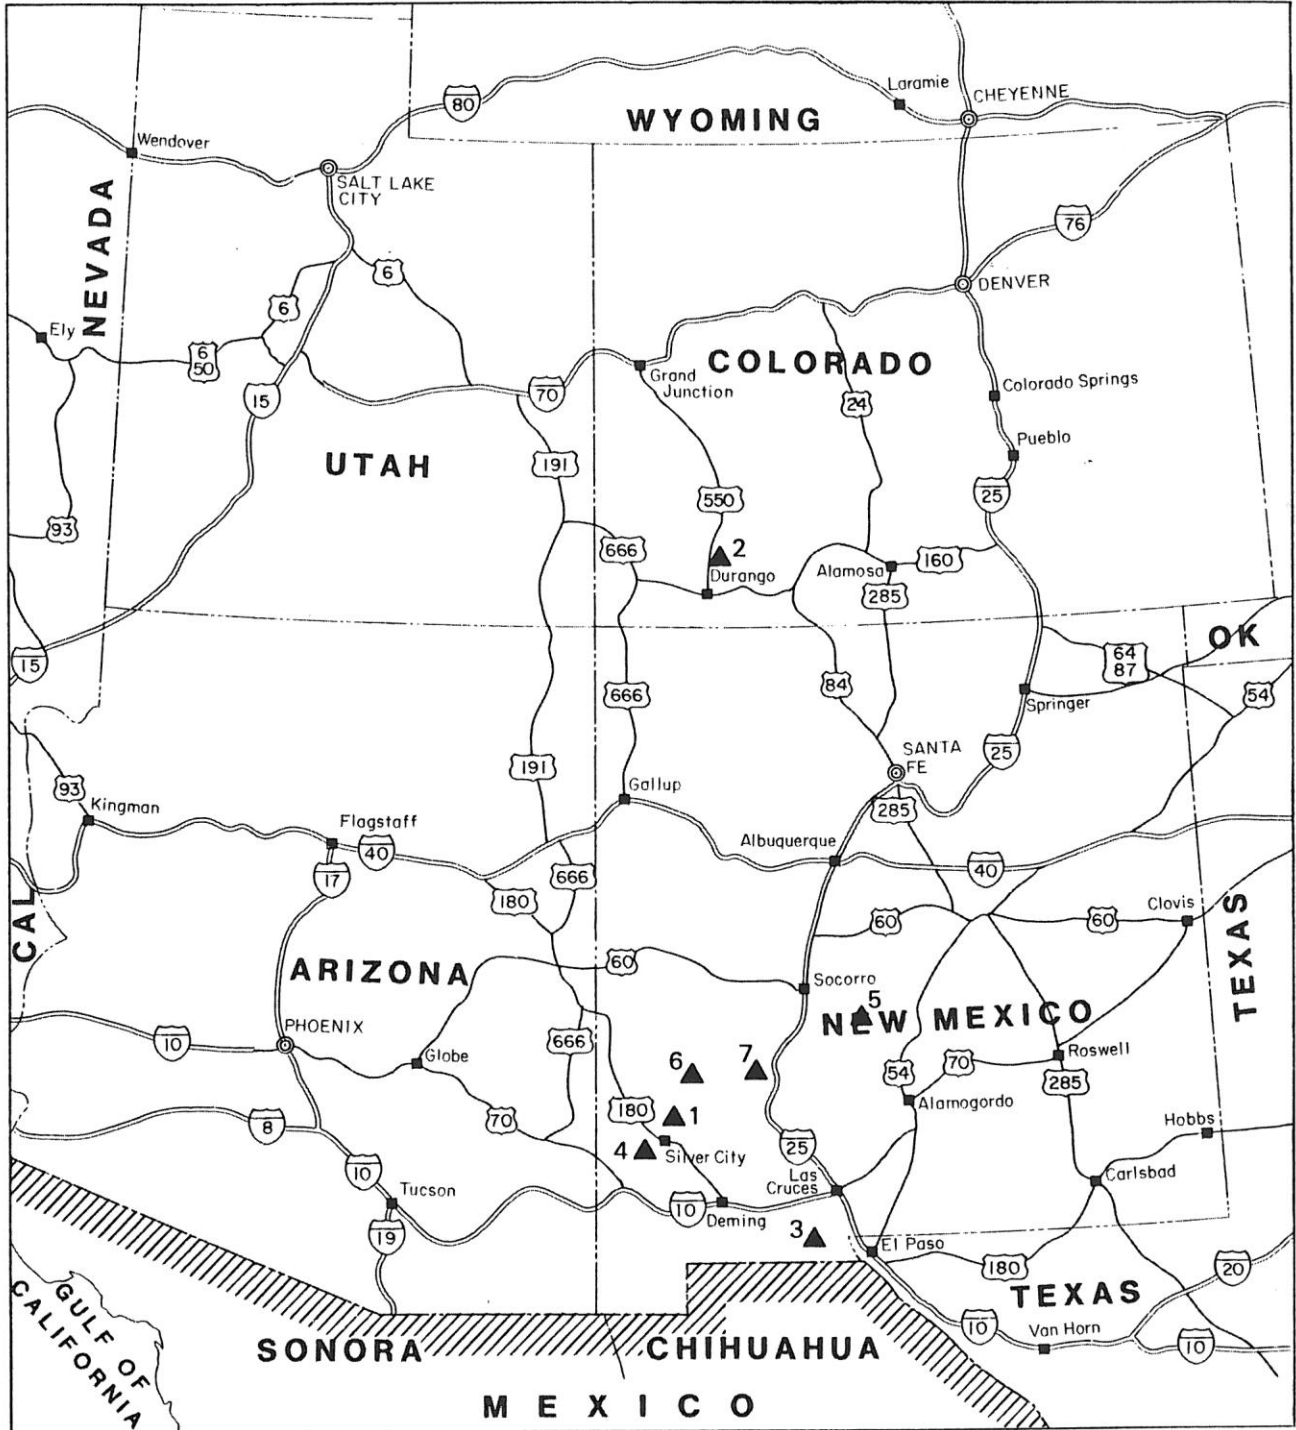 Laramie
CHEYENNE
80
WYOMING
Wendover
SALT LAKE
CITY
NEVADA
76
6
DENVER
6
Ely
6
50
COLORADO
Grand
Junction
70
15
24
Colorado Springs
Pueblo
UTAH
191
550
25
93
666
2
Durango
Alamosa
160
285
15
OK
64
87
84
666
54
Springer
SANTA
FE
25
191
93
Gallup
Kingman
285
Flagstaff
Albuquerque
40
40
17
666
180
Clovis
CAL
60
60
TEXAS
ARIZONA
60
Socorro
5
NEW MEXICO
PHOENIX
10
666
Roswell
Globe
6
7
70
54
285
Alamogordo
180
1
Hobbs
70
8
4
Silver City
25
10
Las
Cruces
Carlsbad
Tucson
10
Deming
19
3
El Paso
180
20
TEXAS
GULF OF
CALIFORNIA
10
Van Horn
10
SONORA
CHIHUAHUA
MEXICO